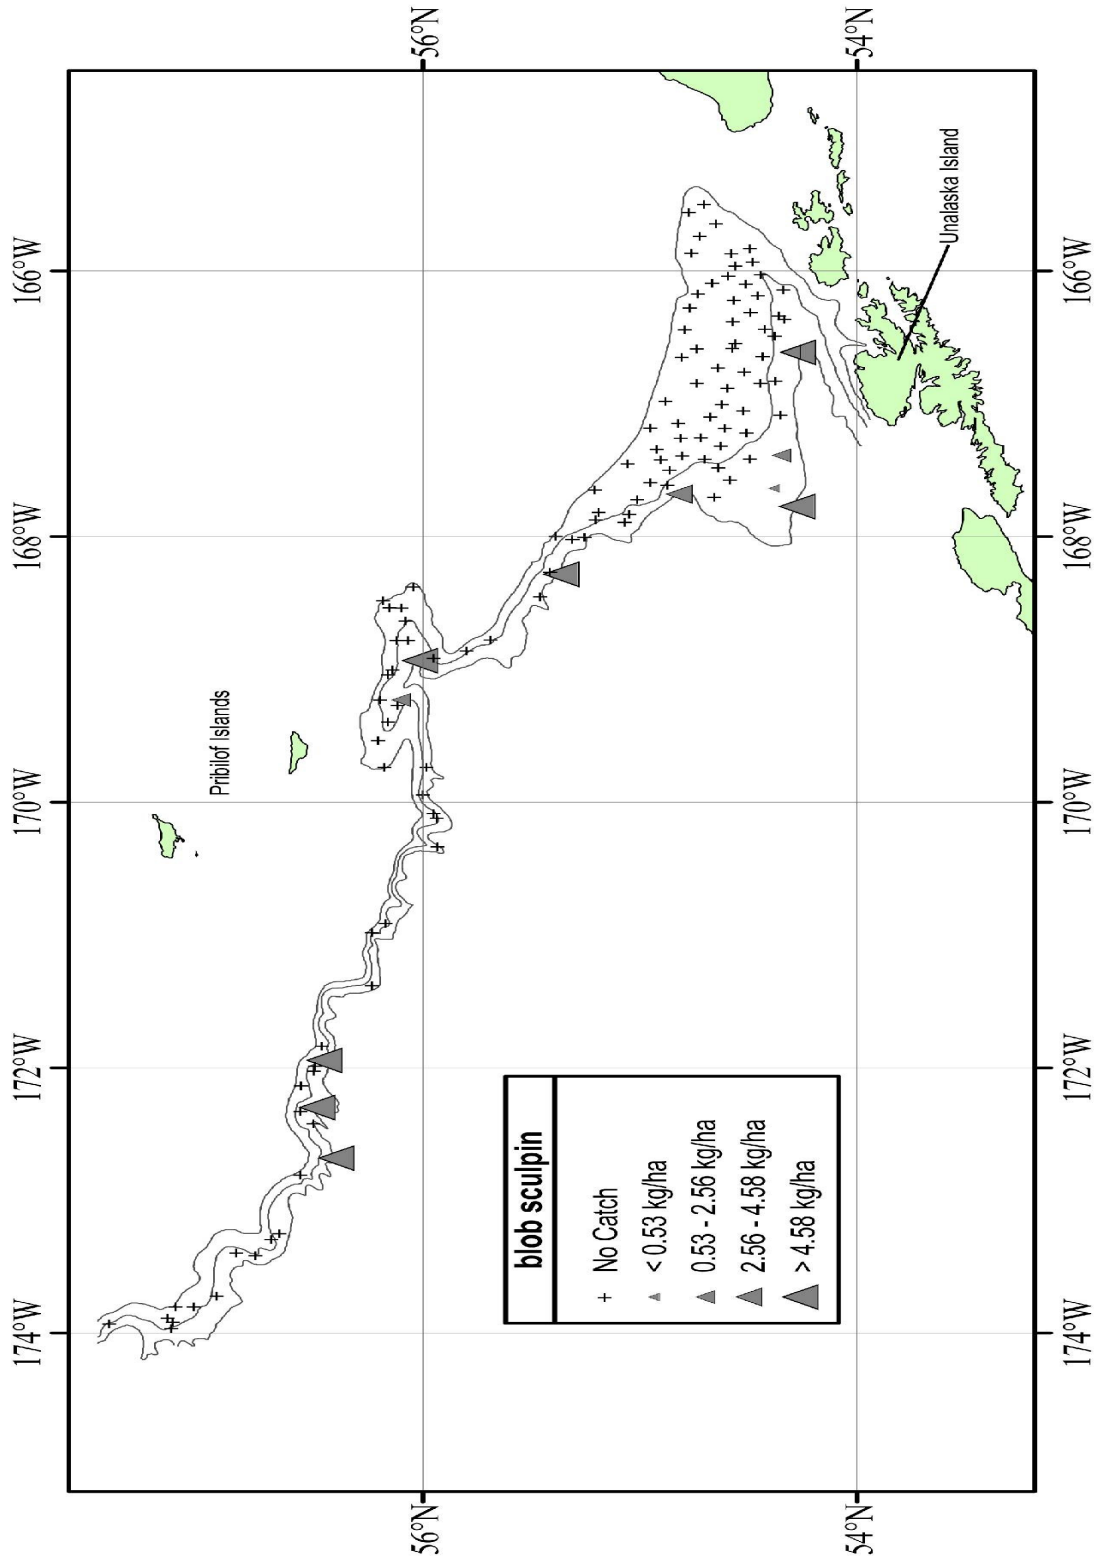 174°W
172°W
170°W
168°W
166°W
56°N
56°N
54°N
54°N
Pribilof Islands
Unalaska Island
blob sculpin
No Catch
< 0.53 kg/ha
0.53 - 2.56 kg/ha
2.56 - 4.58 kg/ha
> 4.58 kg/ha
174°W
172°W
170°W
168°W
166°W